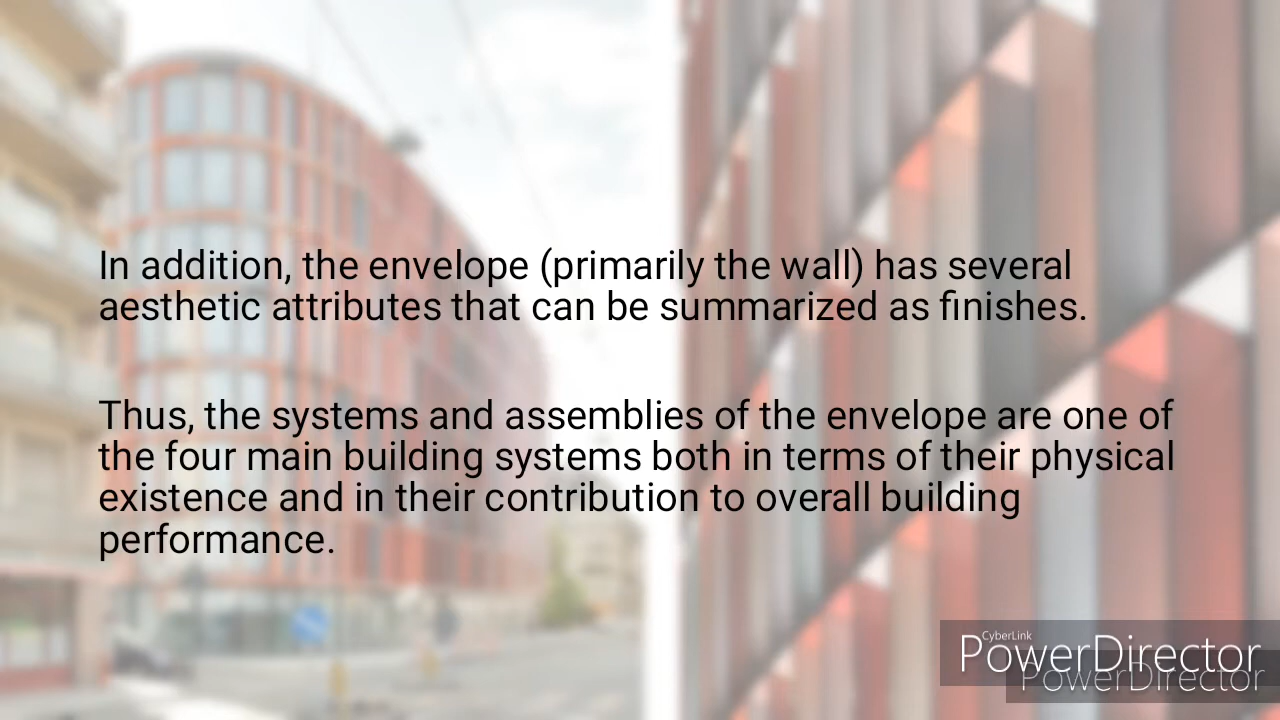 In addition, the envelope (primarily the wall) has several
aesthetic attributes that can be summarized as finishes.
Thus, the systems and assemblies of the envelope are one of
the four main building systems both in terms of their physical
existence and in their contribution to overall building
performance.
CyberLink
PowerDirector
PowerDirector